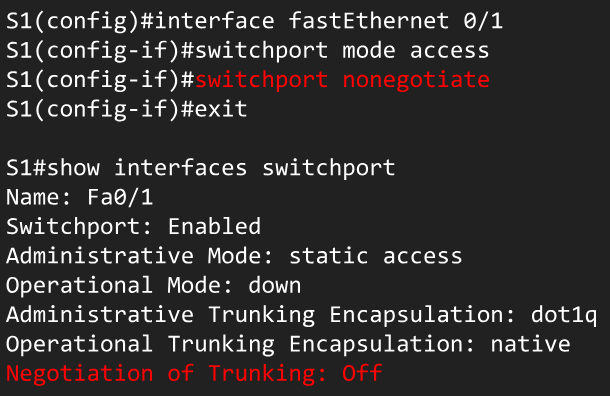 S1(config)#interface fastEthernet 0/1
S1(config-if)#switchport mode access
S1(config-if)#switchport nonegotiate
S1(config-if)#exit
S1#show interfaces switchport
Name: Fa0/1
Switchport: Enabled
Administrative Mode: static access
Operational Mode: down
Administrative Trunking Encapsulation: dot1q
Operational Trunking Encapsulation: native
Negotiation of Trunking: Off